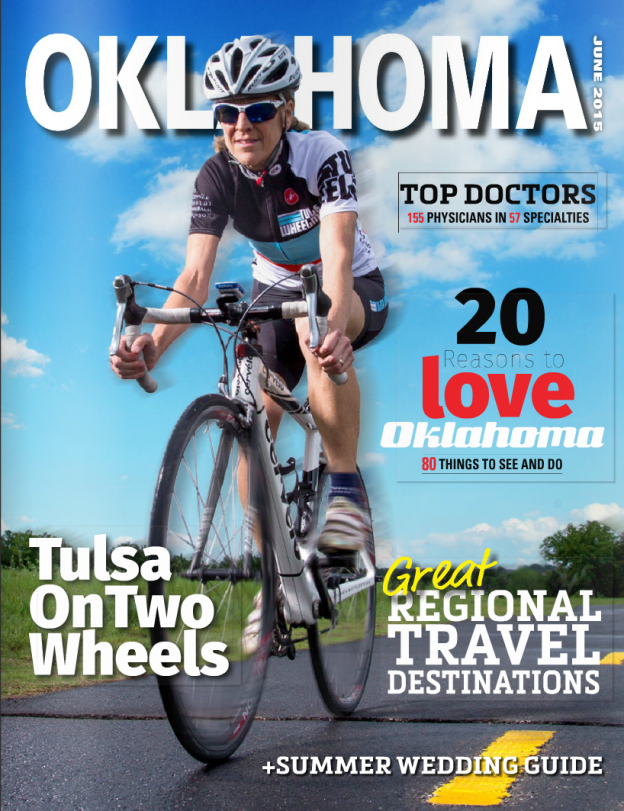 OKLAHOMA
JUNE 2015
TOP DOCTORS
155 PHYSICIANS IN 57 SPECIALTIES
20
Reasons to
love
Oklahoma
80 THINGS TO SEE AND DO
Tulsa
On Two
Wheels
Great
REGIONAL
TRAVEL
DESTINATIONS
+SUMMER WEDDING GUIDE